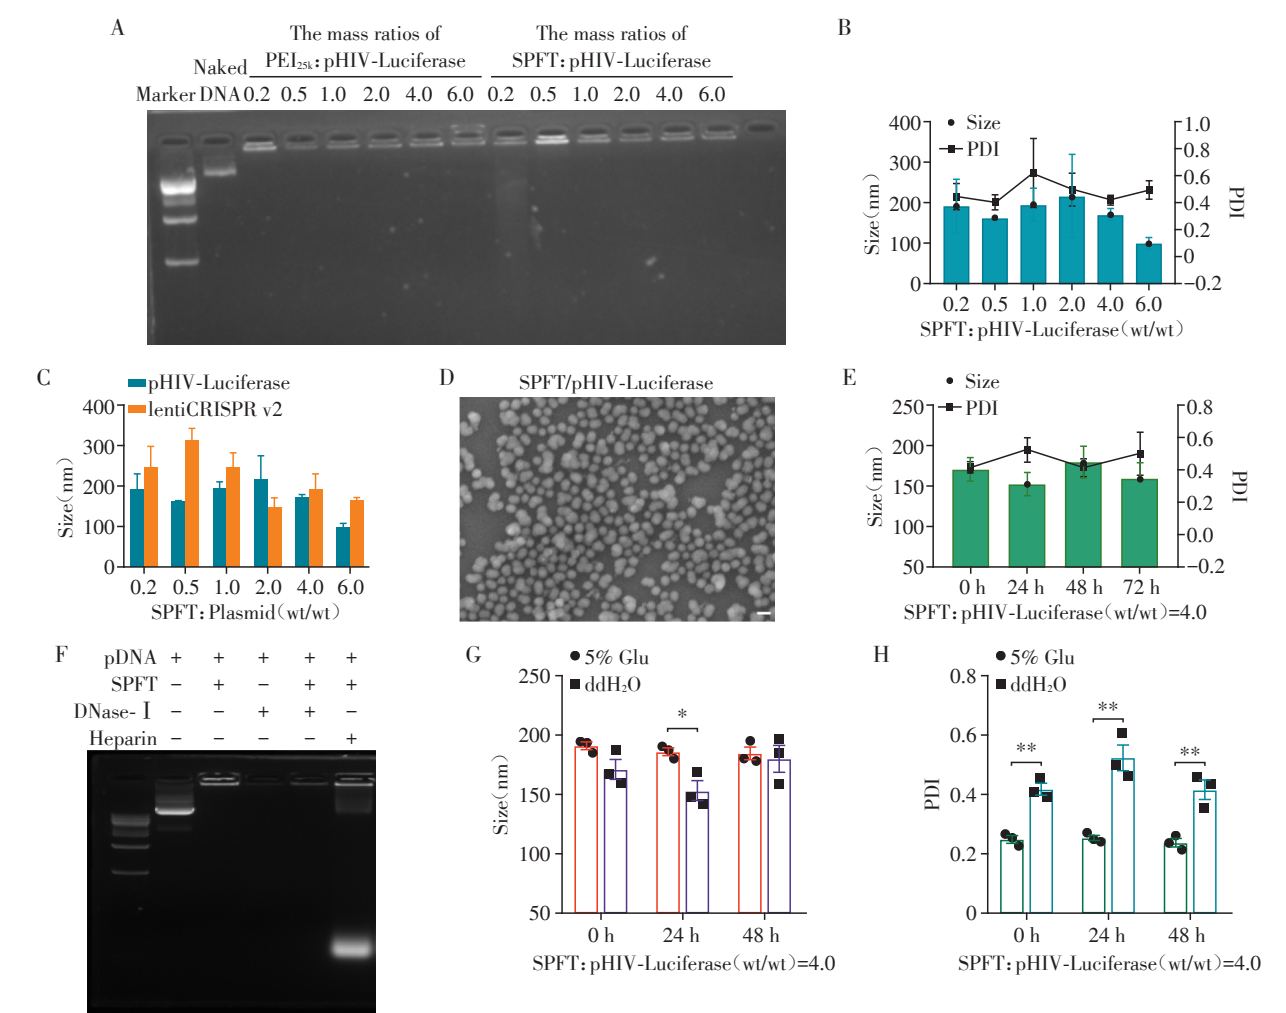 A
The mass ratios of
PEI25k: pHIV-Luciferase
The mass ratios of
SPFT: pHIV-Luciferase
Naked
Marker DNA 0.2 0.5 1.0 2.0 4.0 6.0 0.2 0.5 1.0 2.0 4.0 6.0
B
Size
PDI
400
300
200
100
0
Size(nm)
1.0
0.8
0.6
0.4
0.2
0
−0.2
PDI
0.2 0.5 1.0 2.0 4.0 6.0
SPFT: pHIV-Luciferase(wt/wt)
C
pHIV-Luciferase
lentiCRISPR v2
400
300
200
100
0
Size(nm)
0.2 0.5 1.0 2.0 4.0 6.0
SPFT: Plasmid(wt/wt)
D
SPFT/pHIV-Luciferase
E
Size
PDI
250
200
150
100
50
Size(nm)
0.8
0.6
0.4
0.2
0.0
−0.2
PDI
0 h 24 h 48 h 72 h
SPFT: pHIV-Luciferase(wt/wt)=4.0
F
pDNA + + + + +
SPFT − + − + +
DNase-Ⅰ − − + + −
Heparin − − − − +
G
5% Glu
ddH2O
250
200
150
100
50
Size(nm)
*
0 h 24 h 48 h
SPFT: pHIV-Luciferase(wt/wt)=4.0
H
5% Glu
ddH2O
0.8
0.6
0.4
0.2
0
PDI
** ** **
0 h 24 h 48 h
SPFT: pHIV-Luciferase(wt/wt)=4.0